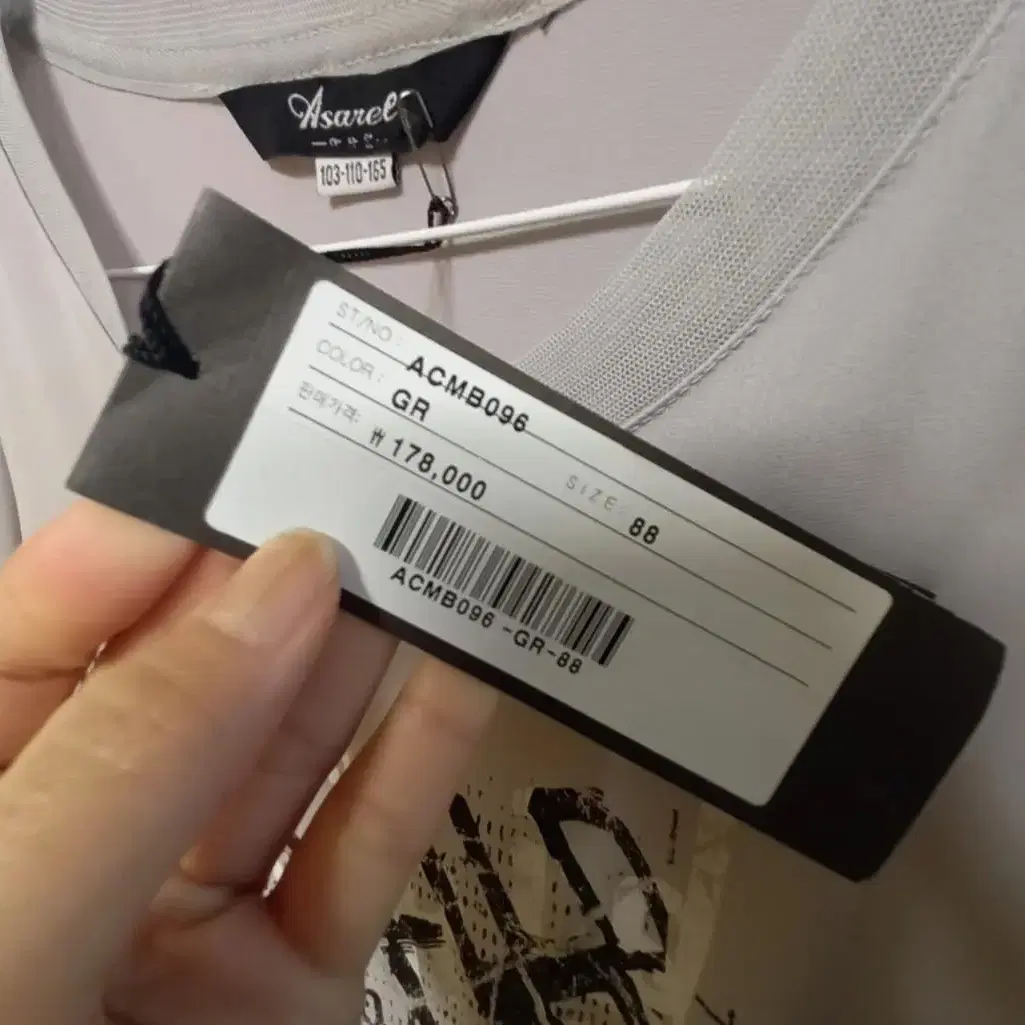 Asarel
103-110-165
ST/NO: ACMB096
COLOR: GR SIZE: 88
판매가격: ₩178,000
ACMB096-GR-88